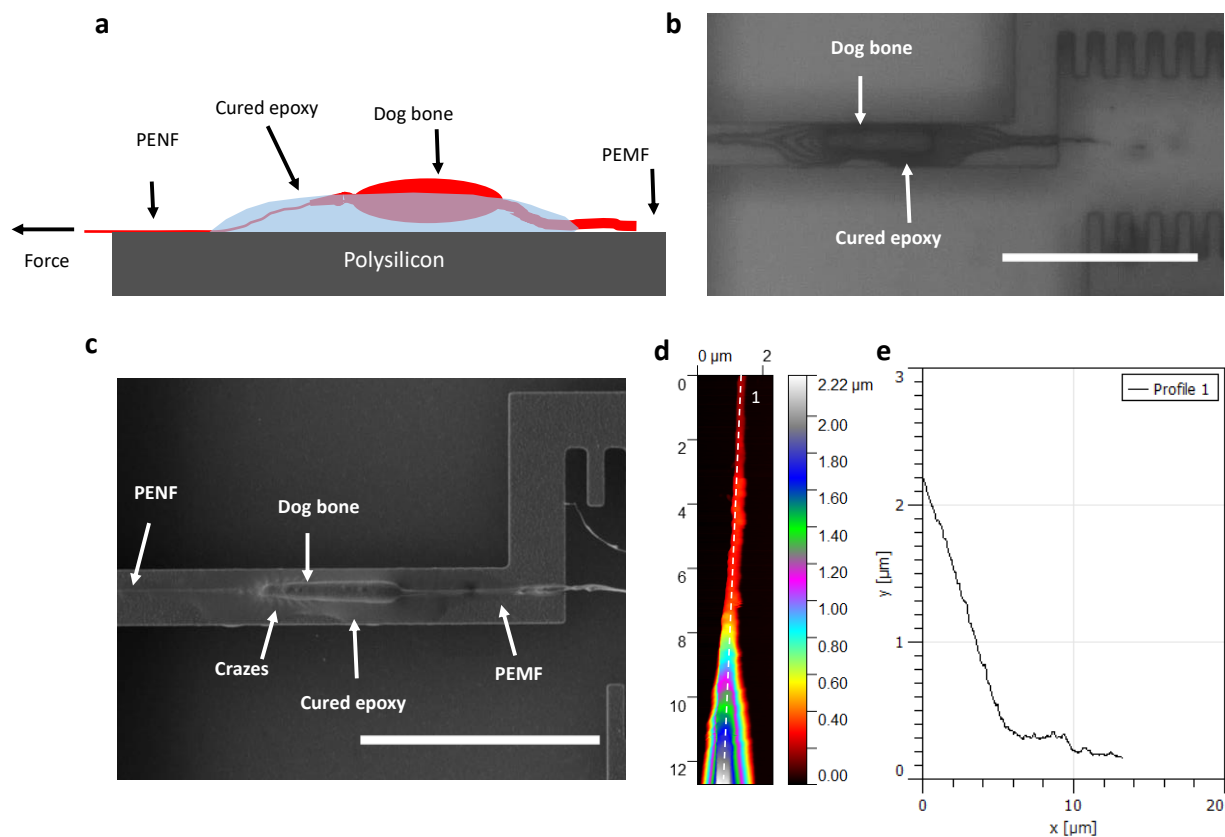 a
Cured epoxy
Dog bone
PENF
PEMF
Force
Polysilicon
b
Dog bone
Cured epoxy
c
PENF
Dog bone
Crazes
Cured epoxy
PEMF
d
0 µm 2
0
2
4
6
8
10
12
1
2.22 µm
2.00
1.80
1.60
1.40
1.20
1.00
0.80
0.60
0.40
0.00
e
Profile 1
3
2
1
0
y [µm]
0 10 20
x [µm]